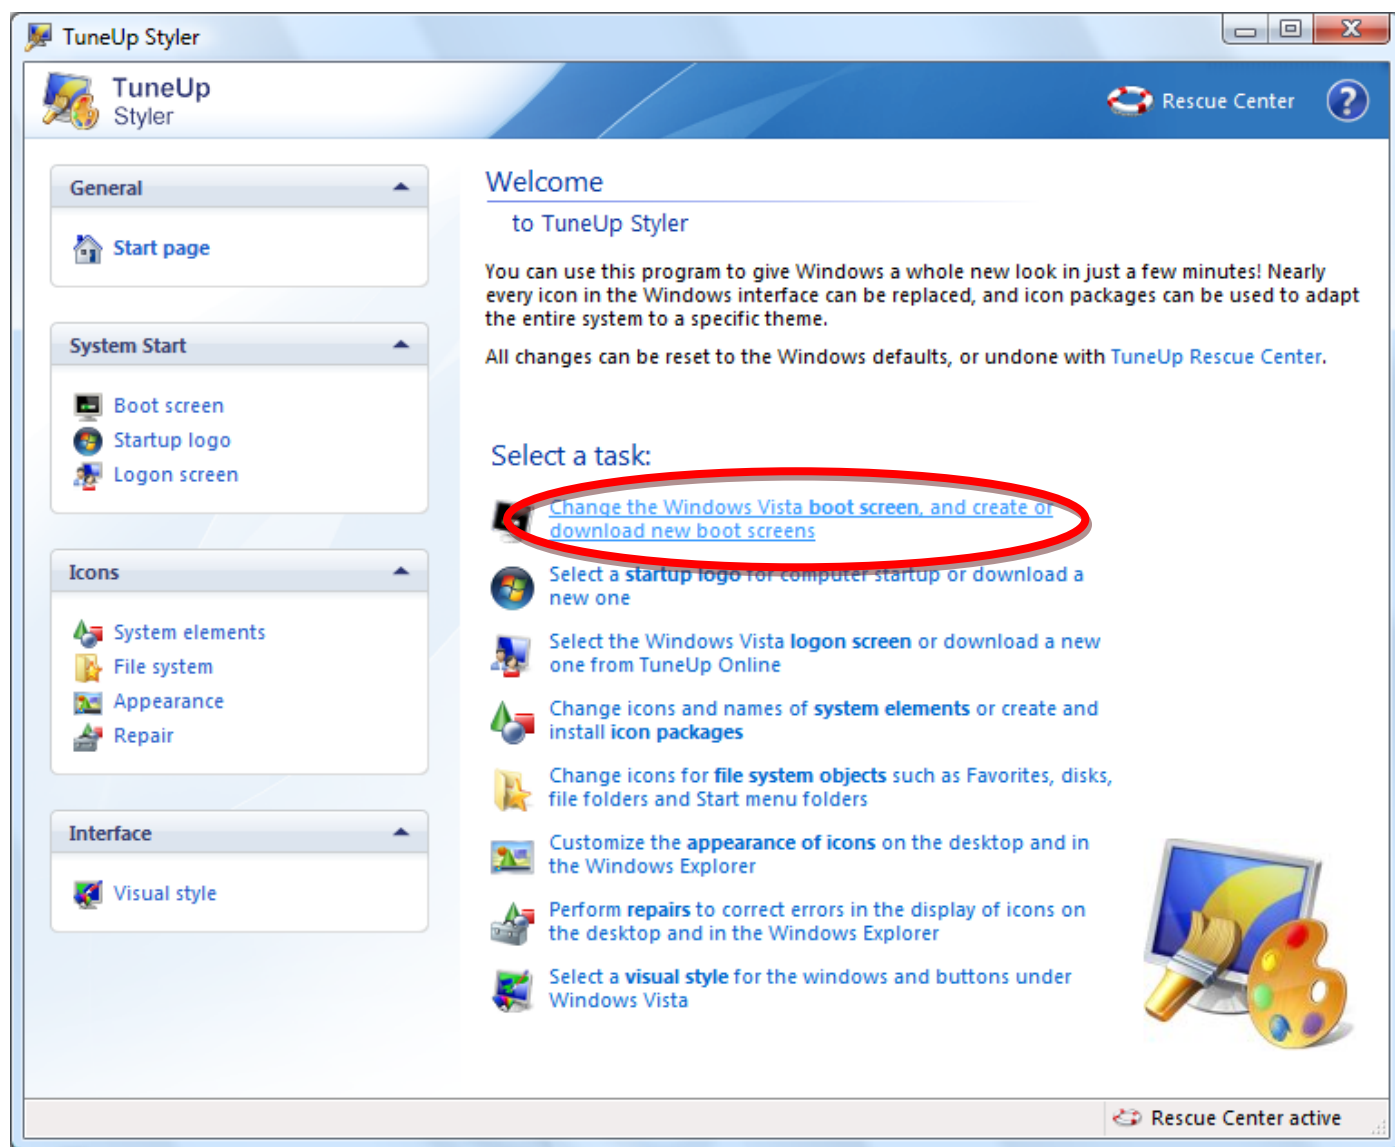 TuneUp Styler
TuneUp
Styler
Rescue Center
?
General
Start page
System Start
Boot screen
Startup logo
Logon screen
Icons
System elements
File system
Appearance
Repair
Interface
Visual style
Welcome
to TuneUp Styler
You can use this program to give Windows a whole new look in just a few minutes! Nearly
every icon in the Windows interface can be replaced, and icon packages can be used to adapt
the entire system to a specific theme.
All changes can be reset to the Windows defaults, or undone with TuneUp Rescue Center.
Select a task:
Change the Windows Vista boot screen, and create or
download new boot screens
Select a startup logo for computer startup or download a
new one
Select the Windows Vista logon screen or download a new
one from TuneUp Online
Change icons and names of system elements or create and
install icon packages
Change icons for file system objects such as Favorites, disks,
file folders and Start menu folders
Customize the appearance of icons on the desktop and in
the Windows Explorer
Perform repairs to correct errors in the display of icons on
the desktop and in the Windows Explorer
Select a visual style for the windows and buttons under
Windows Vista
Rescue Center active